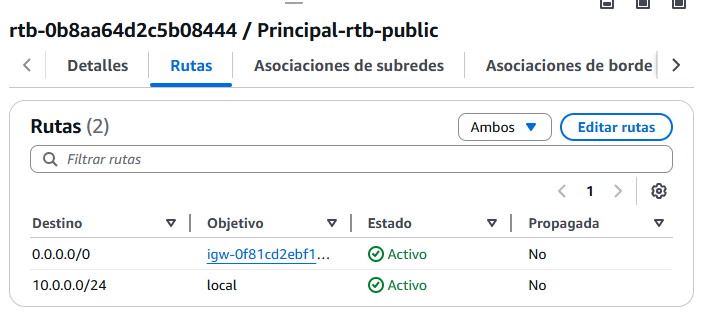 rtb-0b8aa64d2c5b08444 / Principal-rtb-public
Detalles Rutas Asociaciones de subredes Asociaciones de borde
Rutas (2) Ambos Editar rutas
Filtrar rutas
1
Destino Objetivo Estado Propagada
0.0.0.0/0 igw-0f81cd2ebf1... Activo No
10.0.0.0/24 local Activo No